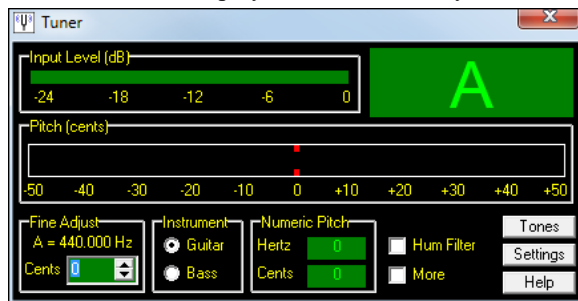 Tuner
Input Level (dB)
-24 -18 -12 -6 0
A
Pitch (cents)
-50 -40 -30 -20 -10 0 +10 +20 +30 +40 +50
Fine Adjust
A = 440.000 Hz
Cents 0
Instrument
Guitar
Bass
Numeric Pitch
Hertz 0
Cents 0
Hum Filter
More
Tones
Settings
Help